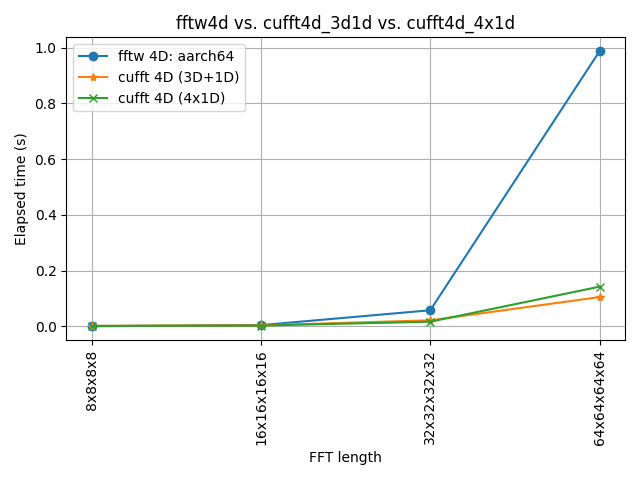 fftw4d vs. cufft4d_3d1d vs. cufft4d_4x1d
fftw 4D: aarch64
cufft 4D (3D+1D)
cufft 4D (4x1D)
Elapsed time (s)
1.0
0.8
0.6
0.4
0.2
0.0
8x8x8x8
16x16x16x16
32x32x32x32
64x64x64x64
FFT length